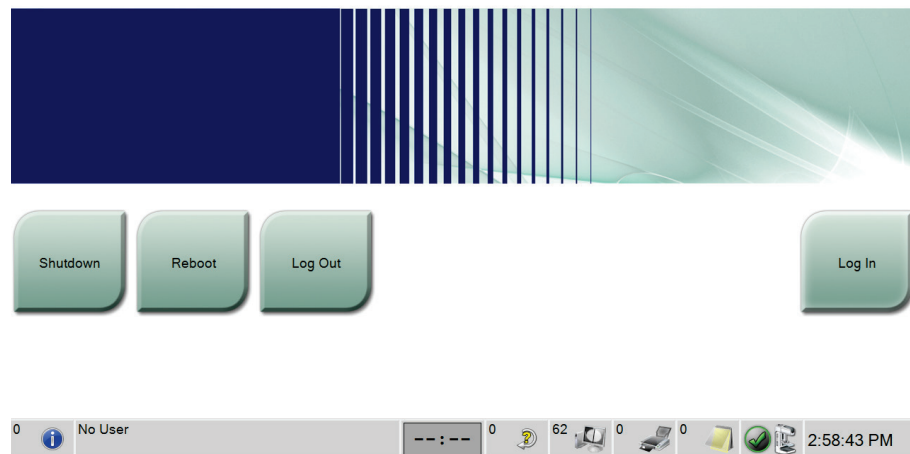 Shutdown
Reboot
Log Out
Log In
0
No User
--:--
0
62
0
0
2:58:43 PM